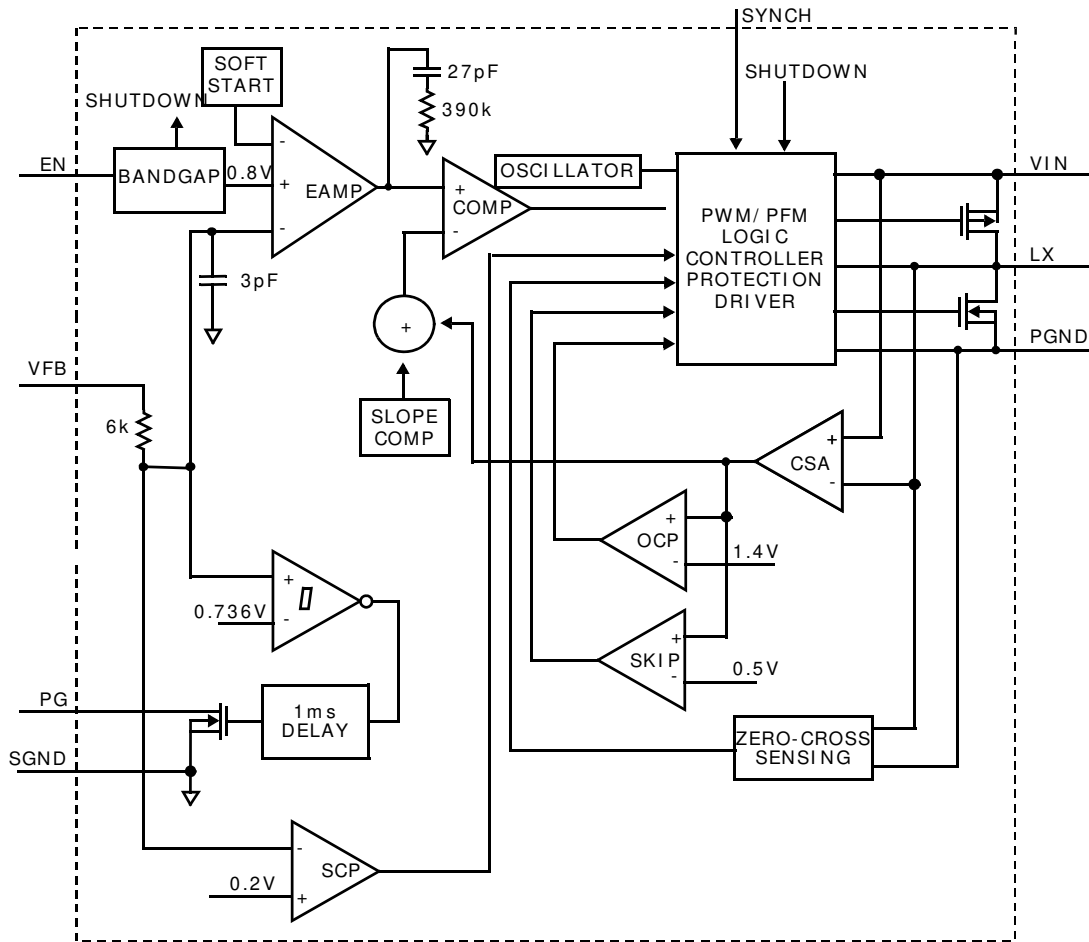 SYNCH
SOFT
START
27pF
SHUTDOWN
SHUTDOWN
390k
-
EN
BANDGAP
0.8V
+
EAMP
-
+
COMP
-
OSCILLATOR
VIN
PWM/PFM
LOGIC
CONTROLLER
PROTECTION
DRIVER
LX
3pF
+
PGND
VFB
6k
SLOPE
COMP
+
CSA
-
+
OCP
-
1.4V
+
0.736V
-
+
SKIP
-
0.5V
PG
1ms
DELAY
SGND
ZERO-CROSS
SENSING
-
SCP
0.2V
+